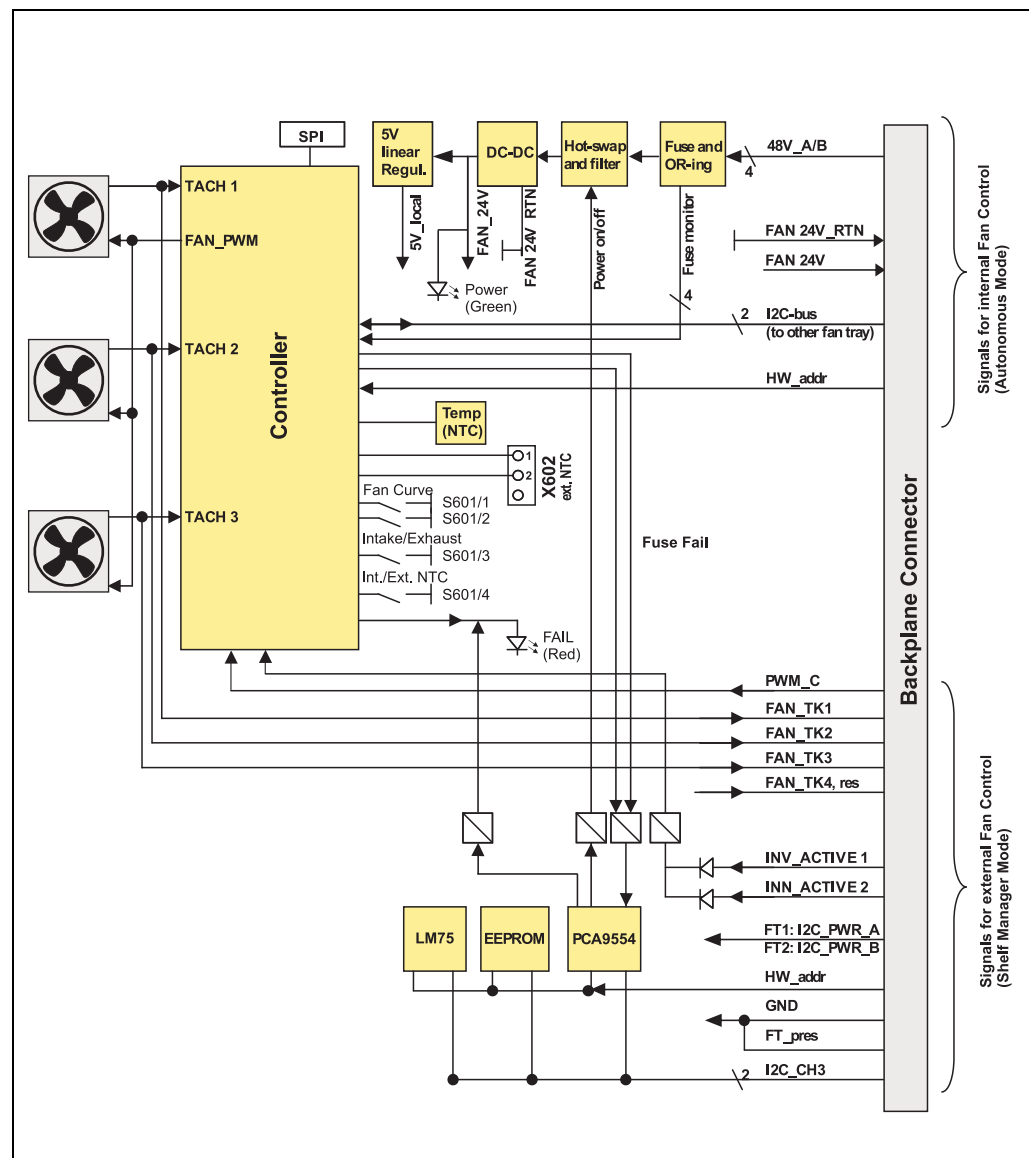 SPI
5V
linear
Regul.
DC-DC
Hot-swap
and filter
Fuse and
OR-ing
48V_A/B
4
TACH 1
FAN_PWM
5V_local
FAN_24V
FAN 24V RTN
Power on/off
Fuse monitor
4
Power
(Green)
FAN 24V_RTN
FAN 24V
2
I2C-bus
(to other fan tray)
Signals for internal Fan Control
(Autonomous Mode)
TACH 2
Controller
HW_addr
Temp
(NTC)
1
2
X602
ext. NTC
Fan Curve
S601/1
S601/2
TACH 3
Intake/Exhaust
S601/3
Int./Ext. NTC
S601/4
Fuse Fail
Backplane Connector
FAIL
(Red)
PWM_C
FAN_TK1
FAN_TK2
FAN_TK3
FAN_TK4, res
INV_ACTIVE 1
INN_ACTIVE 2
LM75
EEPROM
PCA9554
FT1: I2C_PWR_A
FT2: I2C_PWR_B
HW_addr
GND
FT_pres
2
I2C_CH3
Signals for external Fan Control
(Shelf Manager Mode)